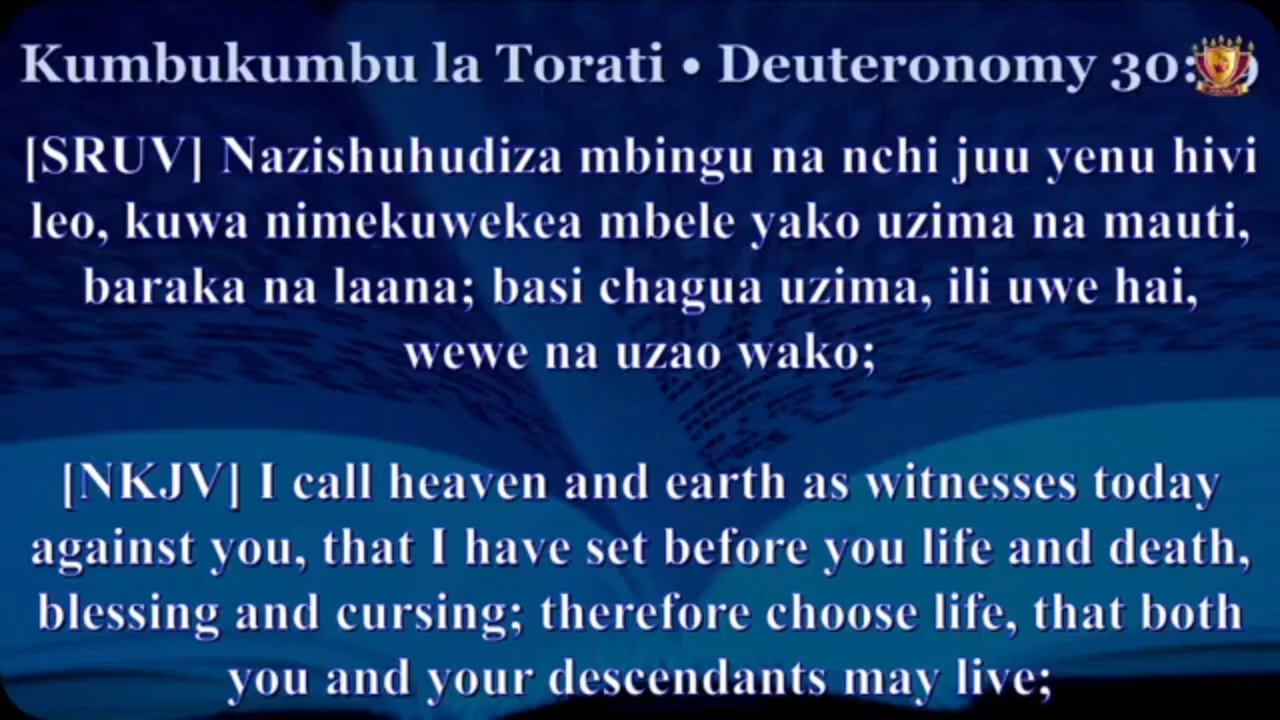 Kumbukumbu la Torati • Deuteronomy 30:
[SRUV] Nazishuhudiza mbingu na nchi juu yenu hivi
leo, kuwa nimekuwekea mbele yako uzima na mauti,
baraka na laana; basi chagua uzima, ili uwe hai,
wewe na uzao wako;
[NKJV] I call heaven and earth as witnesses today
against you, that I have set before you life and death,
blessing and cursing; therefore choose life, that both
you and your descendants may live;